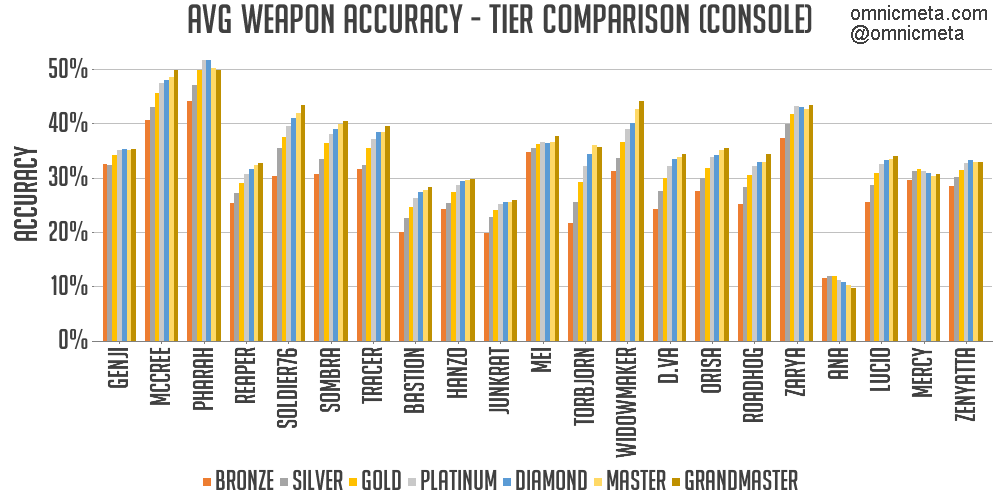 AVG WEAPON ACCURACY - TIER COMPARISON (CONSOLE)
omnicmeta.com
@omnicmeta
50%
40%
30%
20%
10%
0%
ACCURACY
GENJI
MCCREE
PHARAH
REAPER
SOLDIER76
SOMBRA
TRACER
BASTION
HANZO
JUNKRAT
MEI
TORBJORN
WIDOWMAKER
D.VA
ORISA
ROADHOG
ZARYA
ANA
LUCIO
MERCY
ZENYATTA
BRONZE SILVER GOLD PLATINUM DIAMOND MASTER GRANDMASTER